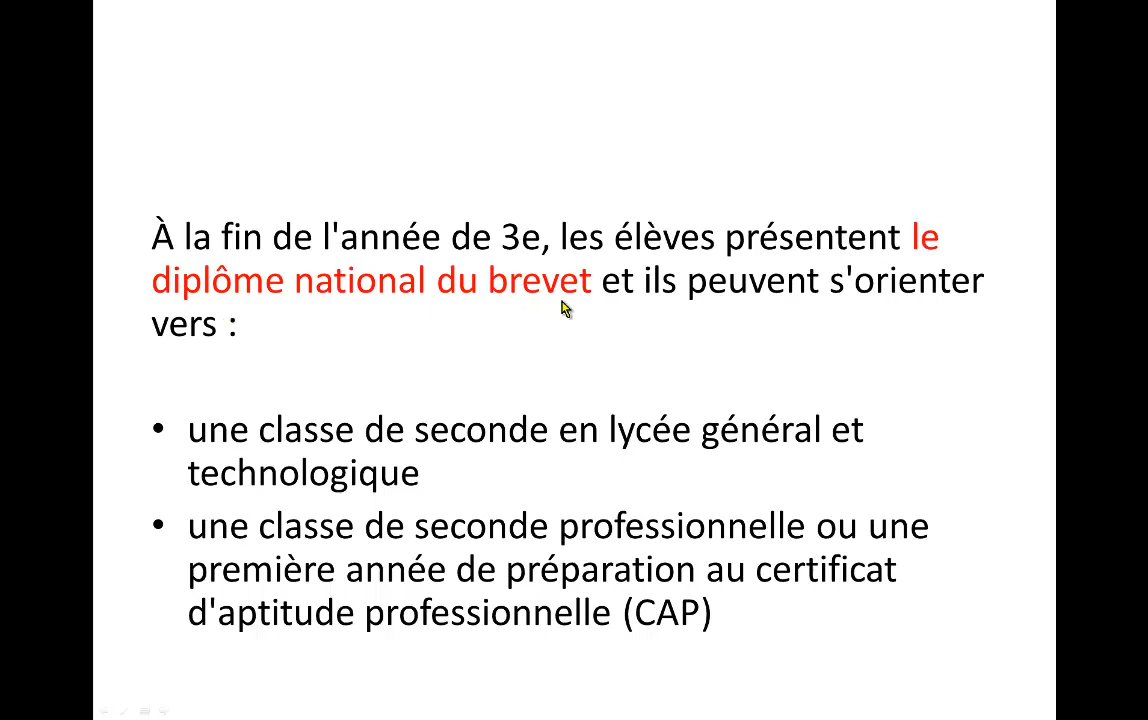 À la fin de l'année de 3e, les élèves présentent le
diplôme national du brevet et ils peuvent s'orienter
vers :
• une classe de seconde en lycée général et
technologique
• une classe de seconde professionnelle ou une
première année de préparation au certificat
d'aptitude professionnelle (CAP)